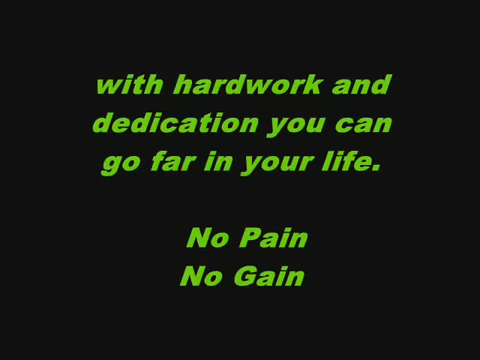 with hardwork and
dedication you can
go far in your life.
No Pain
No Gain